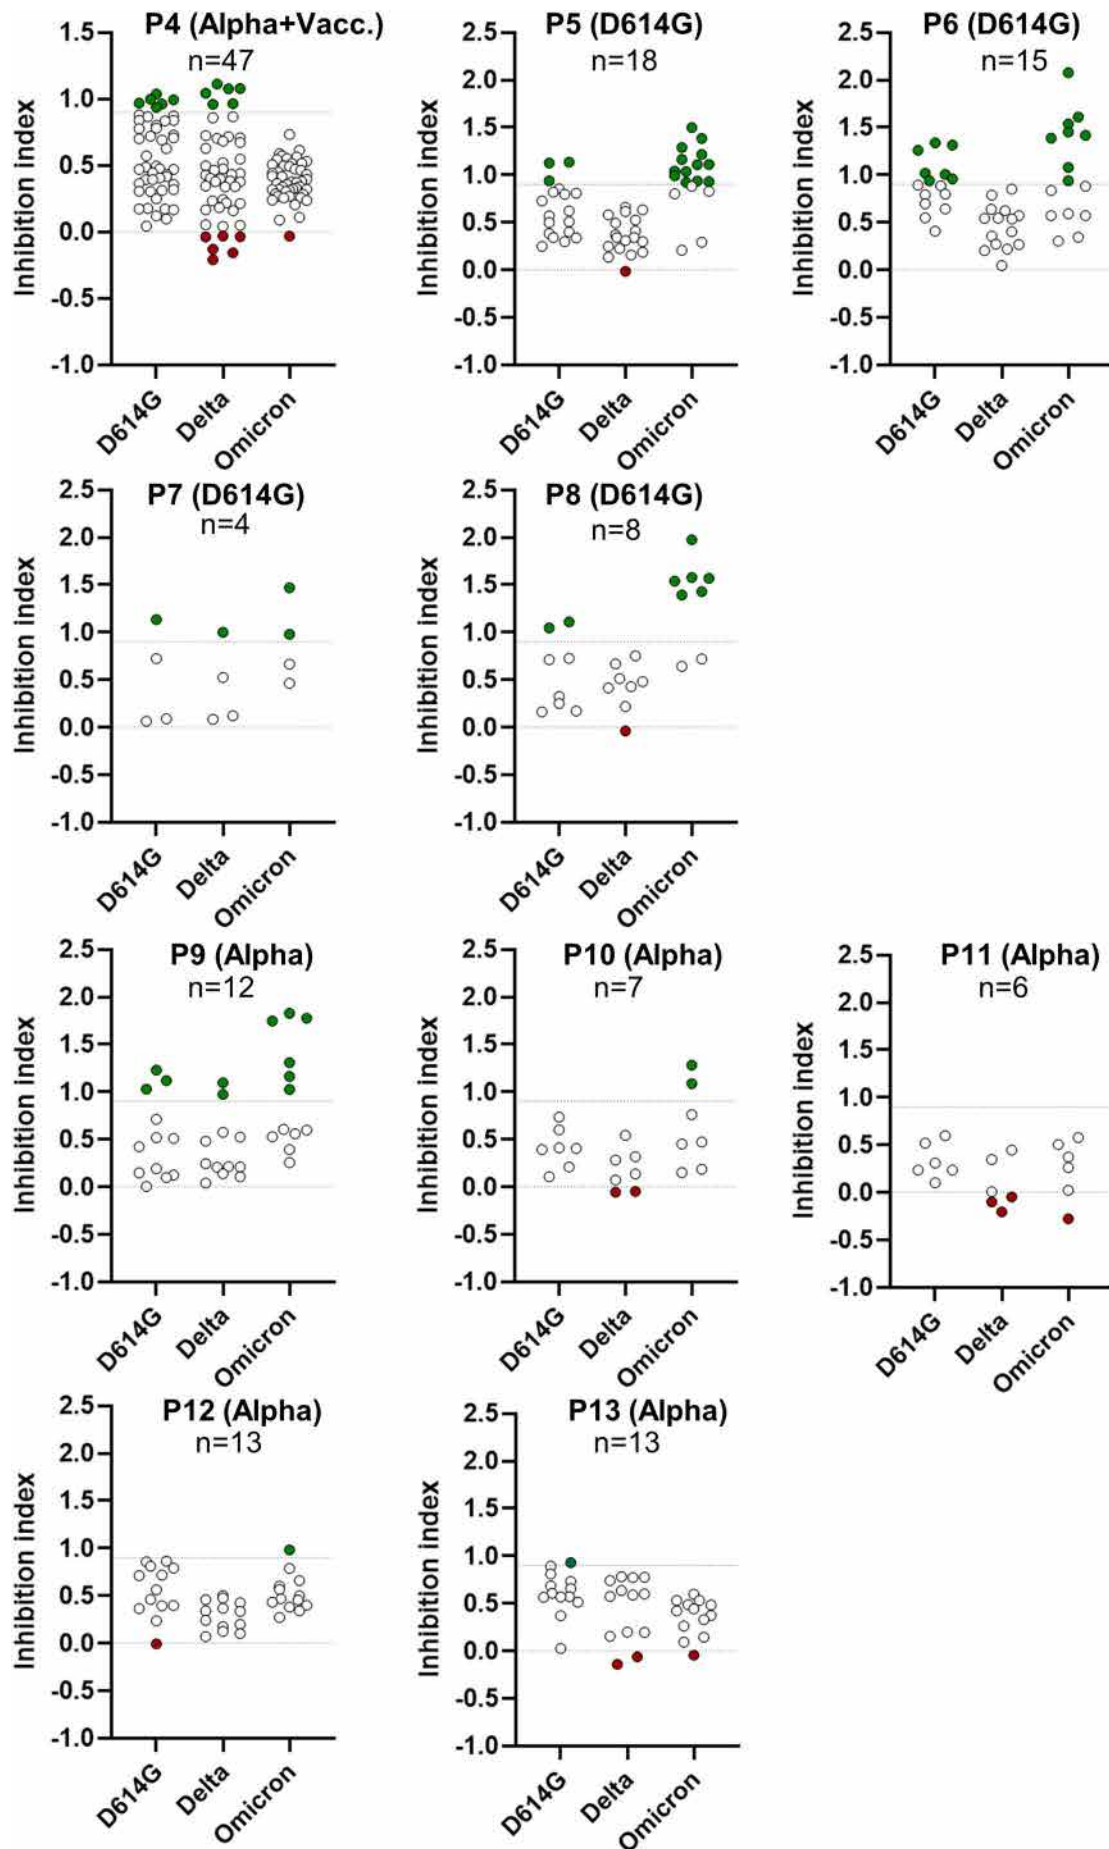 P4 (Alpha+Vacc.)
n=47
Inhibition index
1.5
1.0
0.5
0.0
-0.5
-1.0
D614G
Delta
Omicron
P5 (D614G)
n=18
Inhibition index
2.5
2.0
1.5
1.0
0.5
0.0
-0.5
-1.0
D614G
Delta
Omicron
P6 (D614G)
n=15
Inhibition index
2.5
2.0
1.5
1.0
0.5
0.0
-0.5
-1.0
D614G
Delta
Omicron
P7 (D614G)
n=4
Inhibition index
2.5
2.0
1.5
1.0
0.5
0.0
-0.5
-1.0
D614G
Delta
Omicron
P8 (D614G)
n=8
Inhibition index
2.5
2.0
1.5
1.0
0.5
0.0
-0.5
-1.0
D614G
Delta
Omicron
P9 (Alpha)
n=12
Inhibition index
2.5
2.0
1.5
1.0
0.5
0.0
-0.5
-1.0
D614G
Delta
Omicron
P10 (Alpha)
n=7
Inhibition index
2.5
2.0
1.5
1.0
0.5
0.0
-0.5
-1.0
D614G
Delta
Omicron
P11 (Alpha)
n=6
Inhibition index
2.5
2.0
1.5
1.0
0.5
0.0
-0.5
-1.0
D614G
Delta
Omicron
P12 (Alpha)
n=13
Inhibition index
2.5
2.0
1.5
1.0
0.5
0.0
-0.5
-1.0
D614G
Delta
Omicron
P13 (Alpha)
n=13
Inhibition index
2.5
2.0
1.5
1.0
0.5
0.0
-0.5
-1.0
D614G
Delta
Omicron